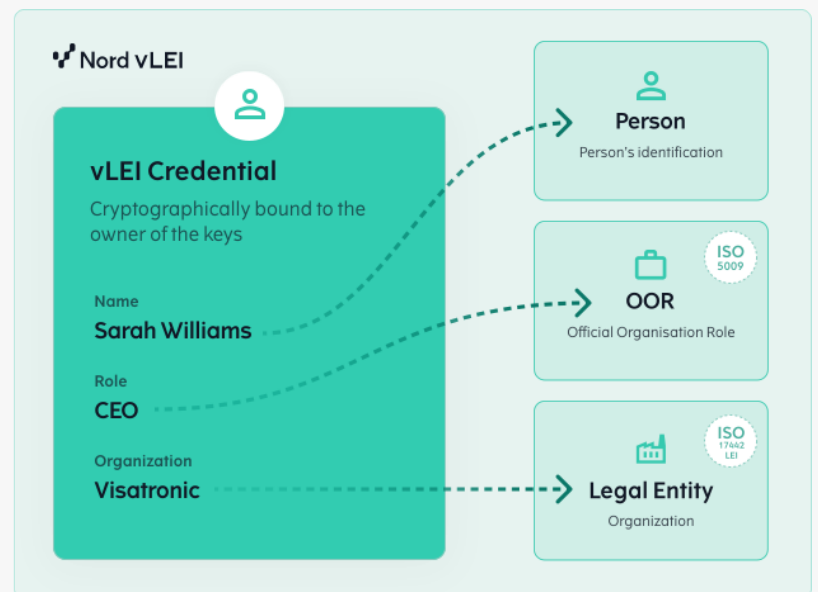 Nord vLEI
vLEI Credential
Cryptographically bound to the
owner of the keys
Name
Sarah Williams
Role
CEO
Organization
Visatronic
Person
Person's identification
ISO
5009
OOR
Official Organisation Role
ISO
17442
LEI
Legal Entity
Organization